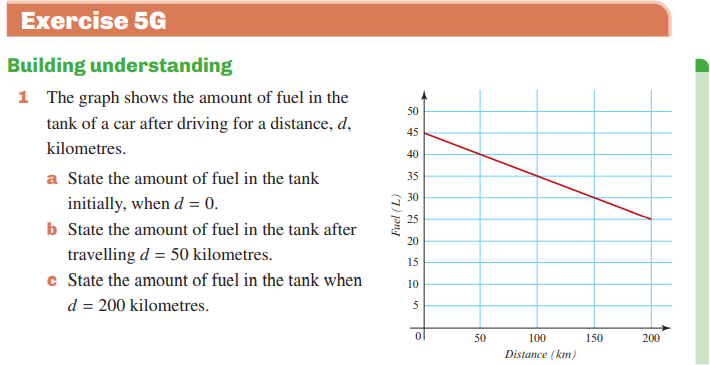 Exercise 5G
Building understanding
1 The graph shows the amount of fuel in the
tank of a car after driving for a distance, d,
kilometres.
a State the amount of fuel in the tank
initially, when d = 0.
b State the amount of fuel in the tank after
travelling d = 50 kilometres.
c State the amount of fuel in the tank when
d = 200 kilometres.
Fuel (L)
50
45
40
35
30
25
20
15
10
5
0
50 100 150 200
Distance (km)